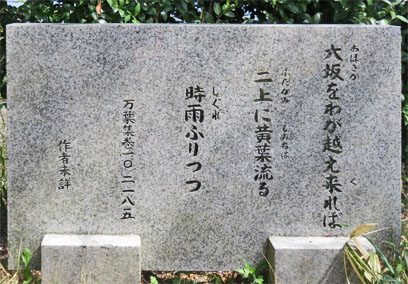 大坂をわが越え来れば
二上に黄葉流る
時雨ふりつつ
万葉集巻一〇・二一八五
作者未詳